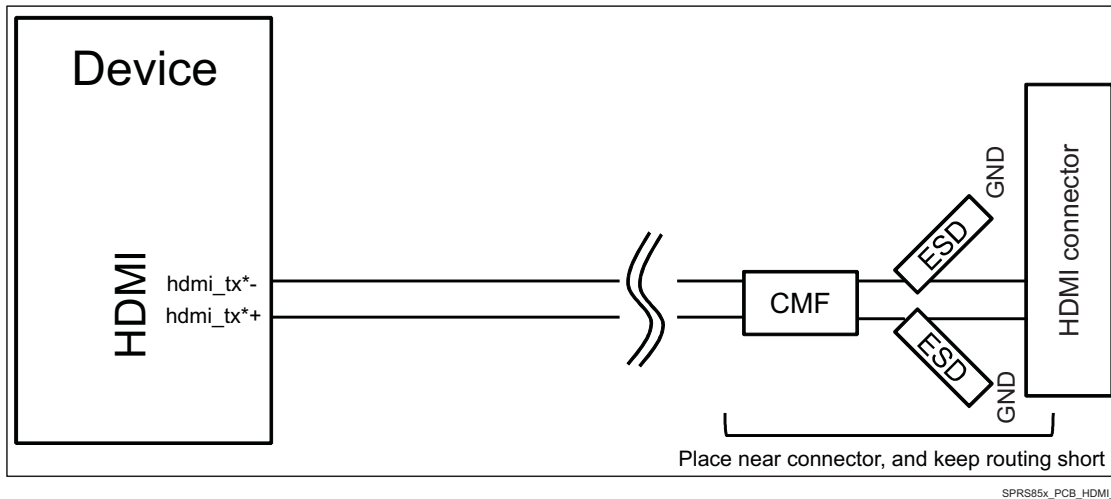 Device
HDMI
hdmi_tx*-
hdmi_tx*+
CMF
ESD
GND
ESD
GND
HDMI connector
Place near connector, and keep routing short
SPRS85x_PCB_HDMI_